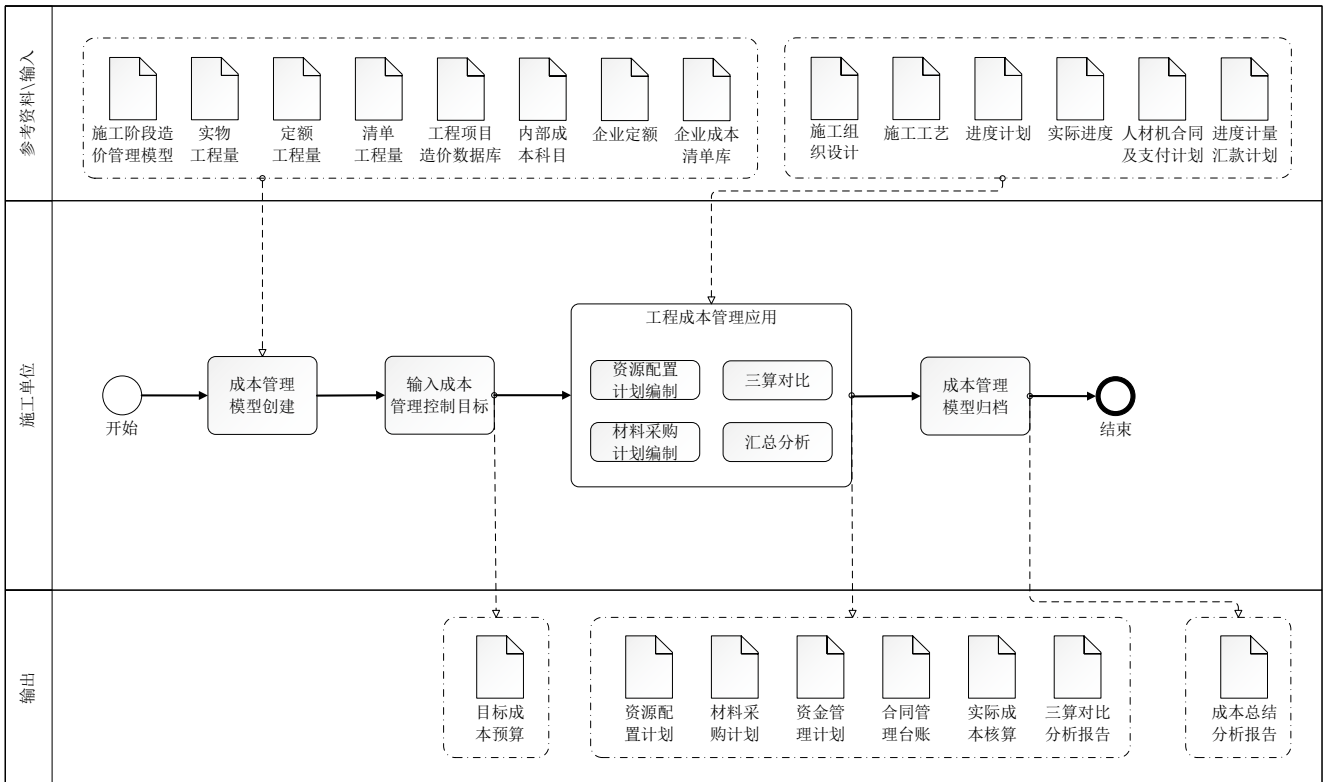 参考资料\输入
施工阶段造
价管理模型
实物
工程量
定额
工程量
清单
工程量
工程项目
造价数据库
内部成
本科目
企业定额
企业成本
清单库
施工组
织设计
施工工艺
进度计划
实际进度
人材机合同
及支付计划
进度计量
汇款计划
施工单位
开始
成本管理
模型创建
输入成本
管理控制目标
工程成本管理应用
资源配置
计划编制
三算对比
材料采购
计划编制
汇总分析
成本管理
模型归档
结束
输出
目标成
本预算
资源配
置计划
材料采
购计划
资金管
理计划
合同管
理台账
实际成
本核算
三算对比
分析报告
成本总结
分析报告